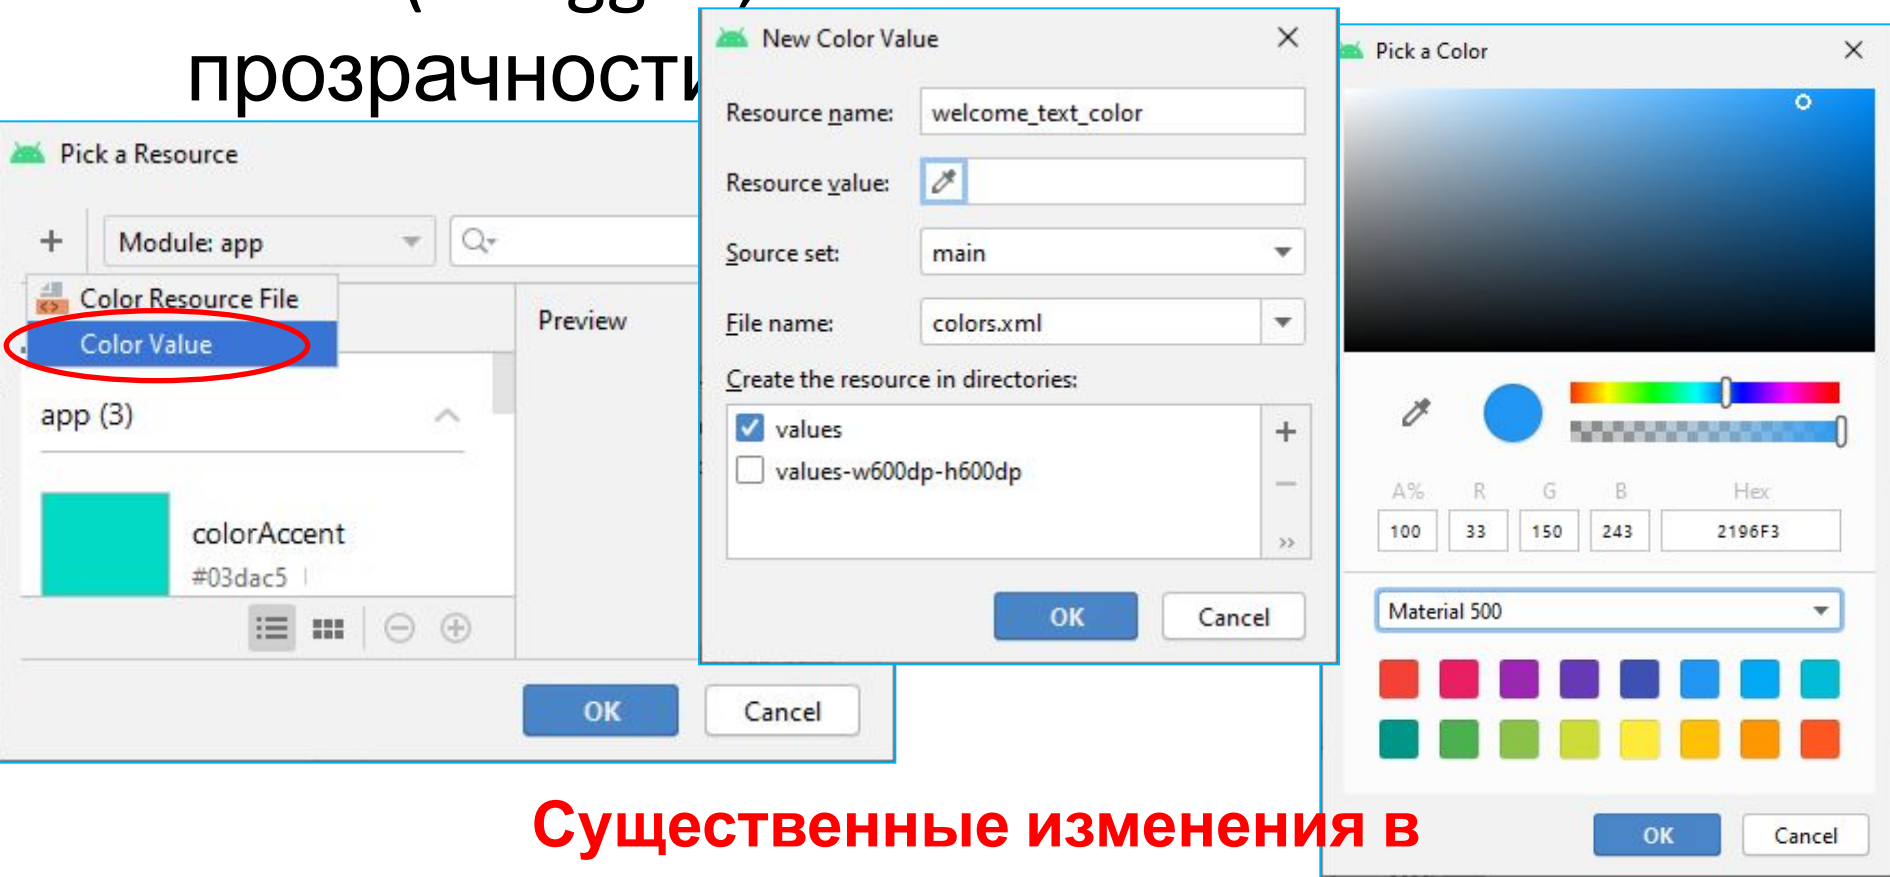 прозрачности
Pick a Resource
Module: app
Color Resource File
Color Value
Preview
app (3)
colorAccent
#03dac5
OK
Cancel
New Color Value
Resource name:
welcome_text_color
Resource value:
Source set:
main
File name:
colors.xml
Create the resource in directories:
values
values-w600dp-h600dp
OK
Cancel
Pick a Color
A% R G B Hex
100 33 150 243 2196F3
Material 500
OK
Cancel
Существенные изменения в